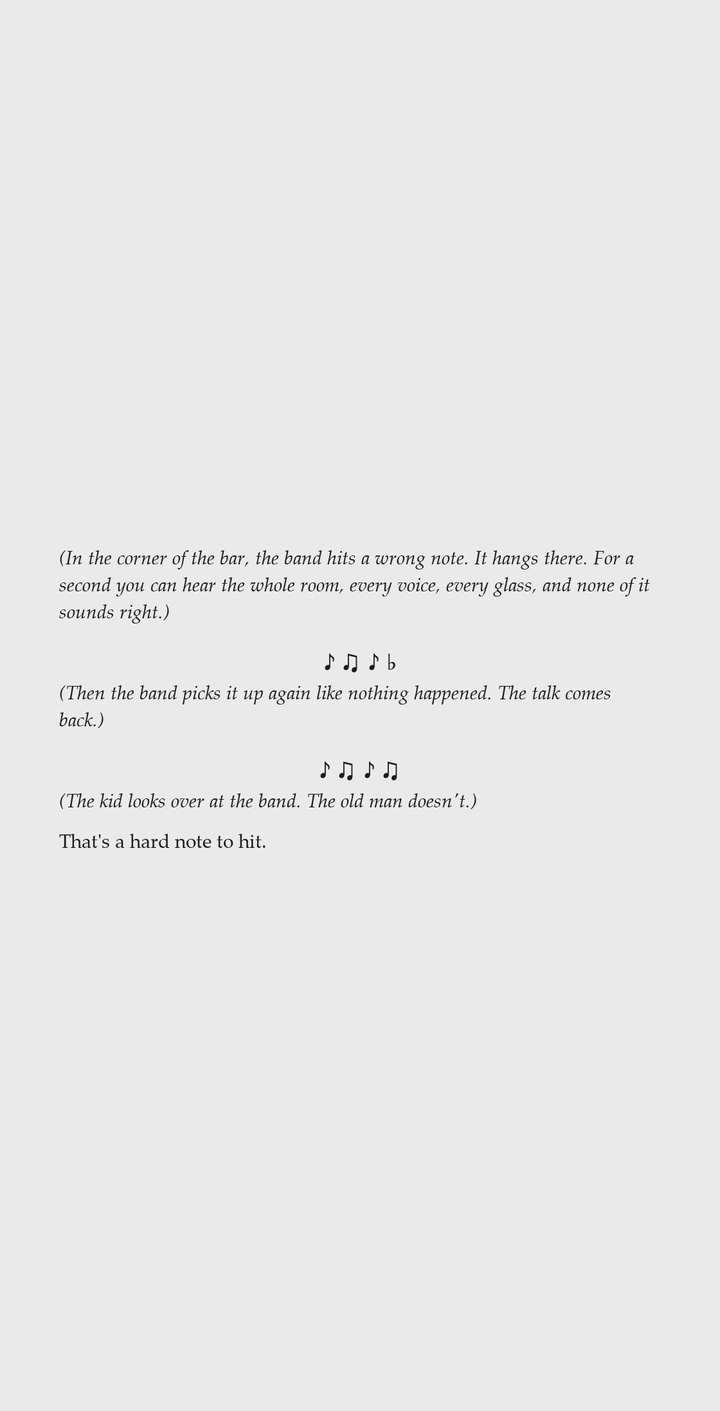 (In the corner of the bar, the band hits a wrong note. It hangs there. For a
second you can hear the whole room, every voice, every glass, and none of it
sounds right.)
♪ ♫ ♪ ♭
(Then the band picks it up again like nothing happened. The talk comes
back.)
♪ ♫ ♪ ♫
(The kid looks over at the band. The old man doesn't.)
That's a hard note to hit.